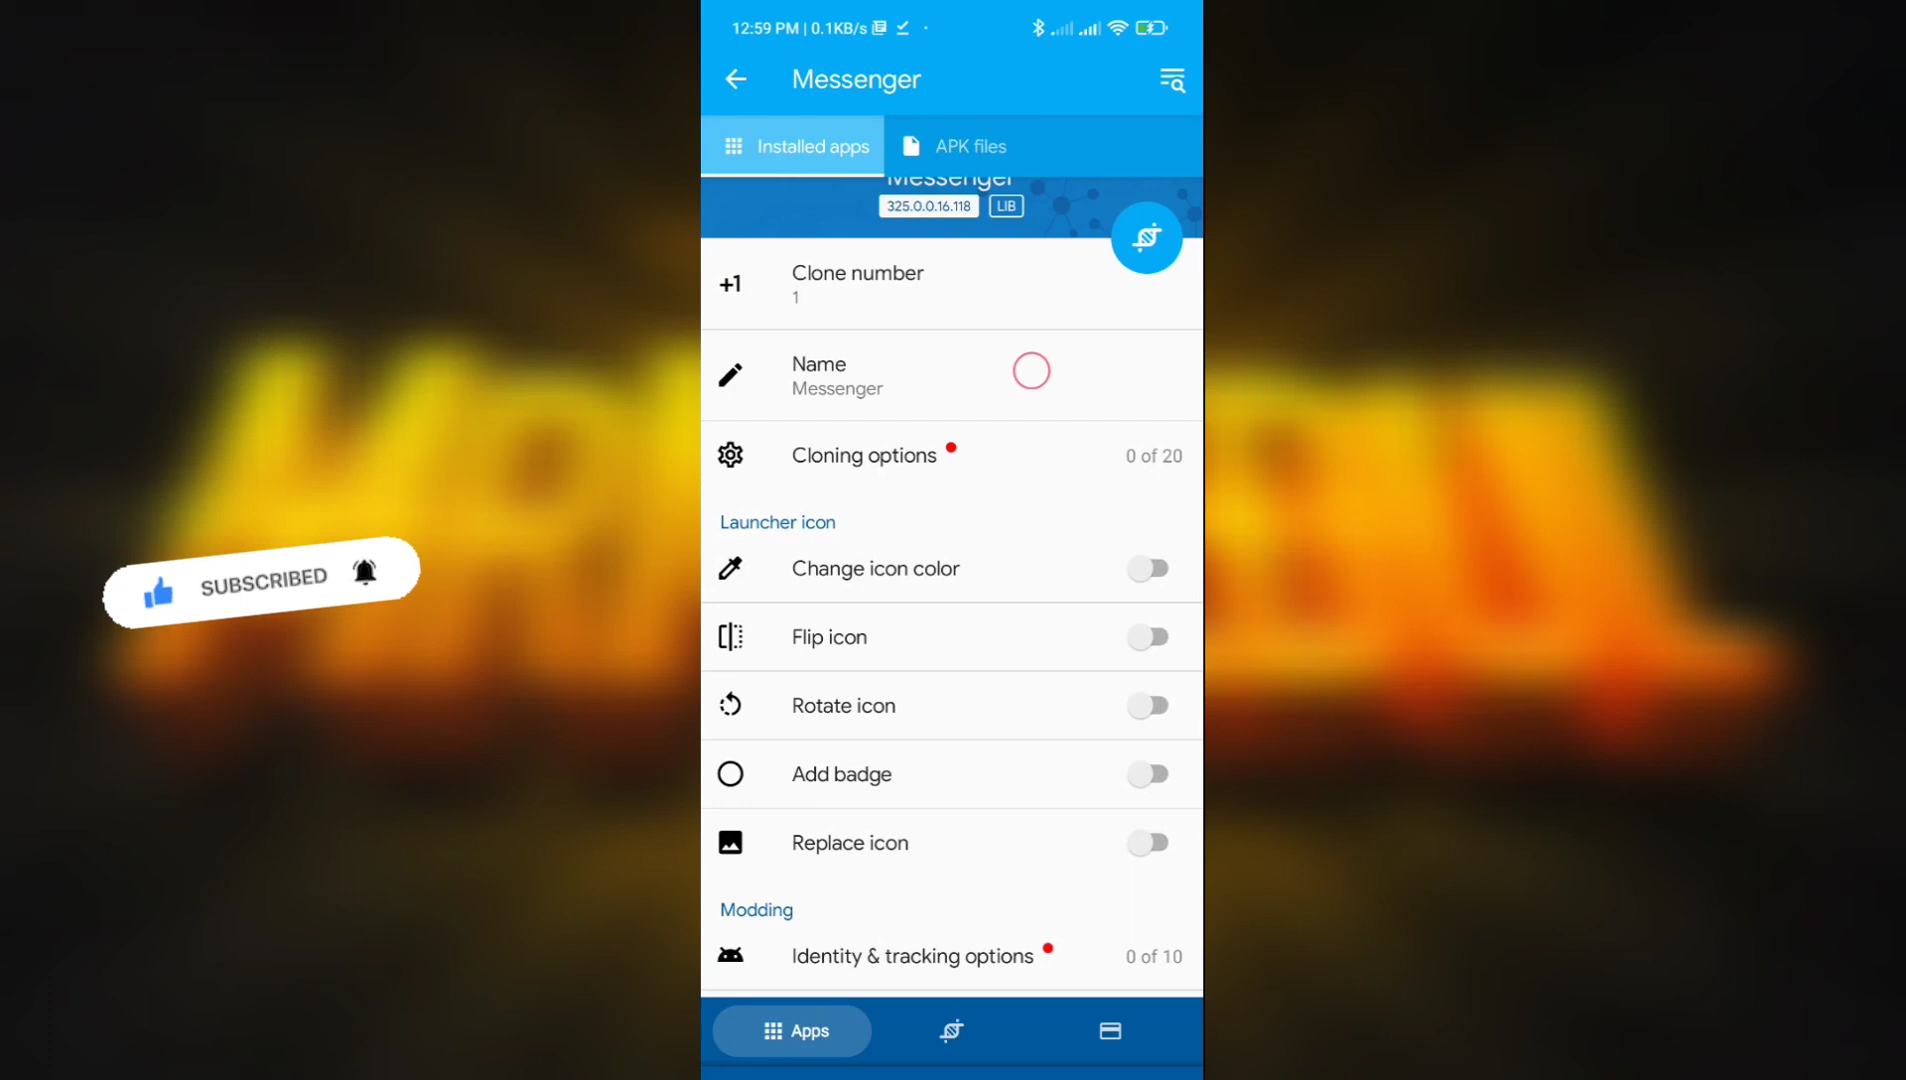 12:59 PM | 0.1KB/s
Messenger
Installed apps
APK files
Messenger
325.0.0.16.118
LIB
+1
Clone number
1
Name
Messenger
Cloning options
0 of 20
Launcher icon
Change icon color
Flip icon
Rotate icon
Add badge
Replace icon
Modding
Identity & tracking options
0 of 10
Apps
SUBSCRIBED